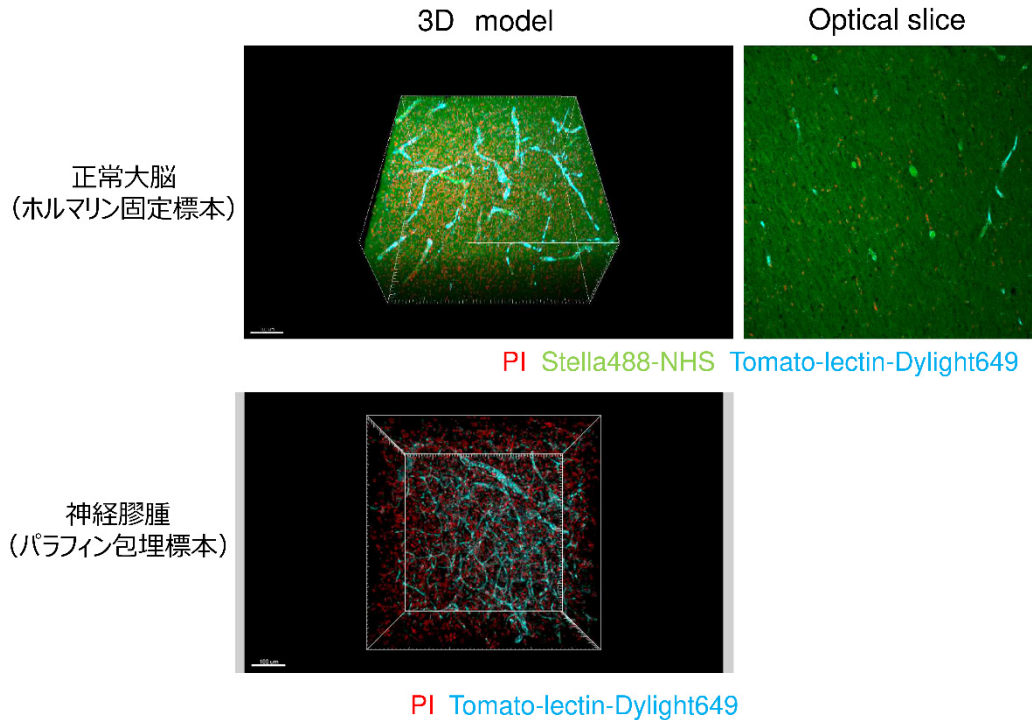 3D model
Optical slice
正常大脳
（ホルマリン固定標本）
PI Stella488-NHS Tomato-lectin-Dylight649
神経膠腫
（パラフィン包埋標本）
100 um
PI Tomato-lectin-Dylight649